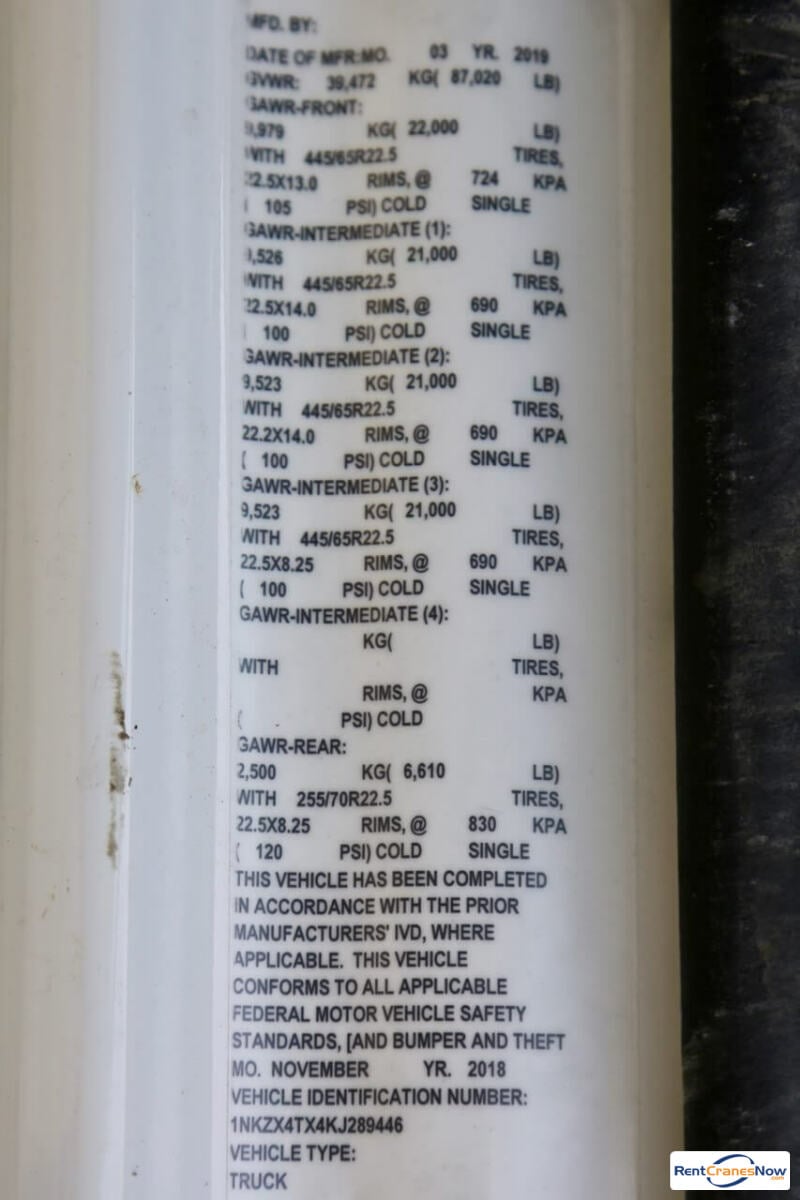 MFD. BY:
DATE OF MFR:MO. 03 YR. 2019
GVWR: 39,472 KG( 87,020 LB)
GAWR-FRONT:
9,979 KG( 22,000 LB)
WITH 445/65R22.5 TIRES,
22.5X13.0 RIMS, @ 724 KPA
( 105 PSI) COLD SINGLE
GAWR-INTERMEDIATE (1):
9,526 KG( 21,000 LB)
WITH 445/65R22.5 TIRES,
22.5X14.0 RIMS, @ 690 KPA
( 100 PSI) COLD SINGLE
GAWR-INTERMEDIATE (2):
9,523 KG( 21,000 LB)
WITH 445/65R22.5 TIRES,
22.2X14.0 RIMS, @ 690 KPA
( 100 PSI) COLD SINGLE
GAWR-INTERMEDIATE (3):
9,523 KG( 21,000 LB)
WITH 445/65R22.5 TIRES,
22.5X8.25 RIMS, @ 690 KPA
( 100 PSI) COLD SINGLE
GAWR-INTERMEDIATE (4):
KG( LB)
WITH TIRES,
RIMS, @ KPA
( PSI) COLD
GAWR-REAR:
2,500 KG( 6,610 LB)
WITH 255/70R22.5 TIRES,
22.5X8.25 RIMS, @ 830 KPA
( 120 PSI) COLD SINGLE
THIS VEHICLE HAS BEEN COMPLETED
IN ACCORDANCE WITH THE PRIOR
MANUFACTURERS' IVD, WHERE
APPLICABLE. THIS VEHICLE
CONFORMS TO ALL APPLICABLE
FEDERAL MOTOR VEHICLE SAFETY
STANDARDS, [AND BUMPER AND THEFT
MO. NOVEMBER YR. 2018
VEHICLE IDENTIFICATION NUMBER:
1NKZX4TX4KJ289446
VEHICLE TYPE:
TRUCK
RentCranesNow.com